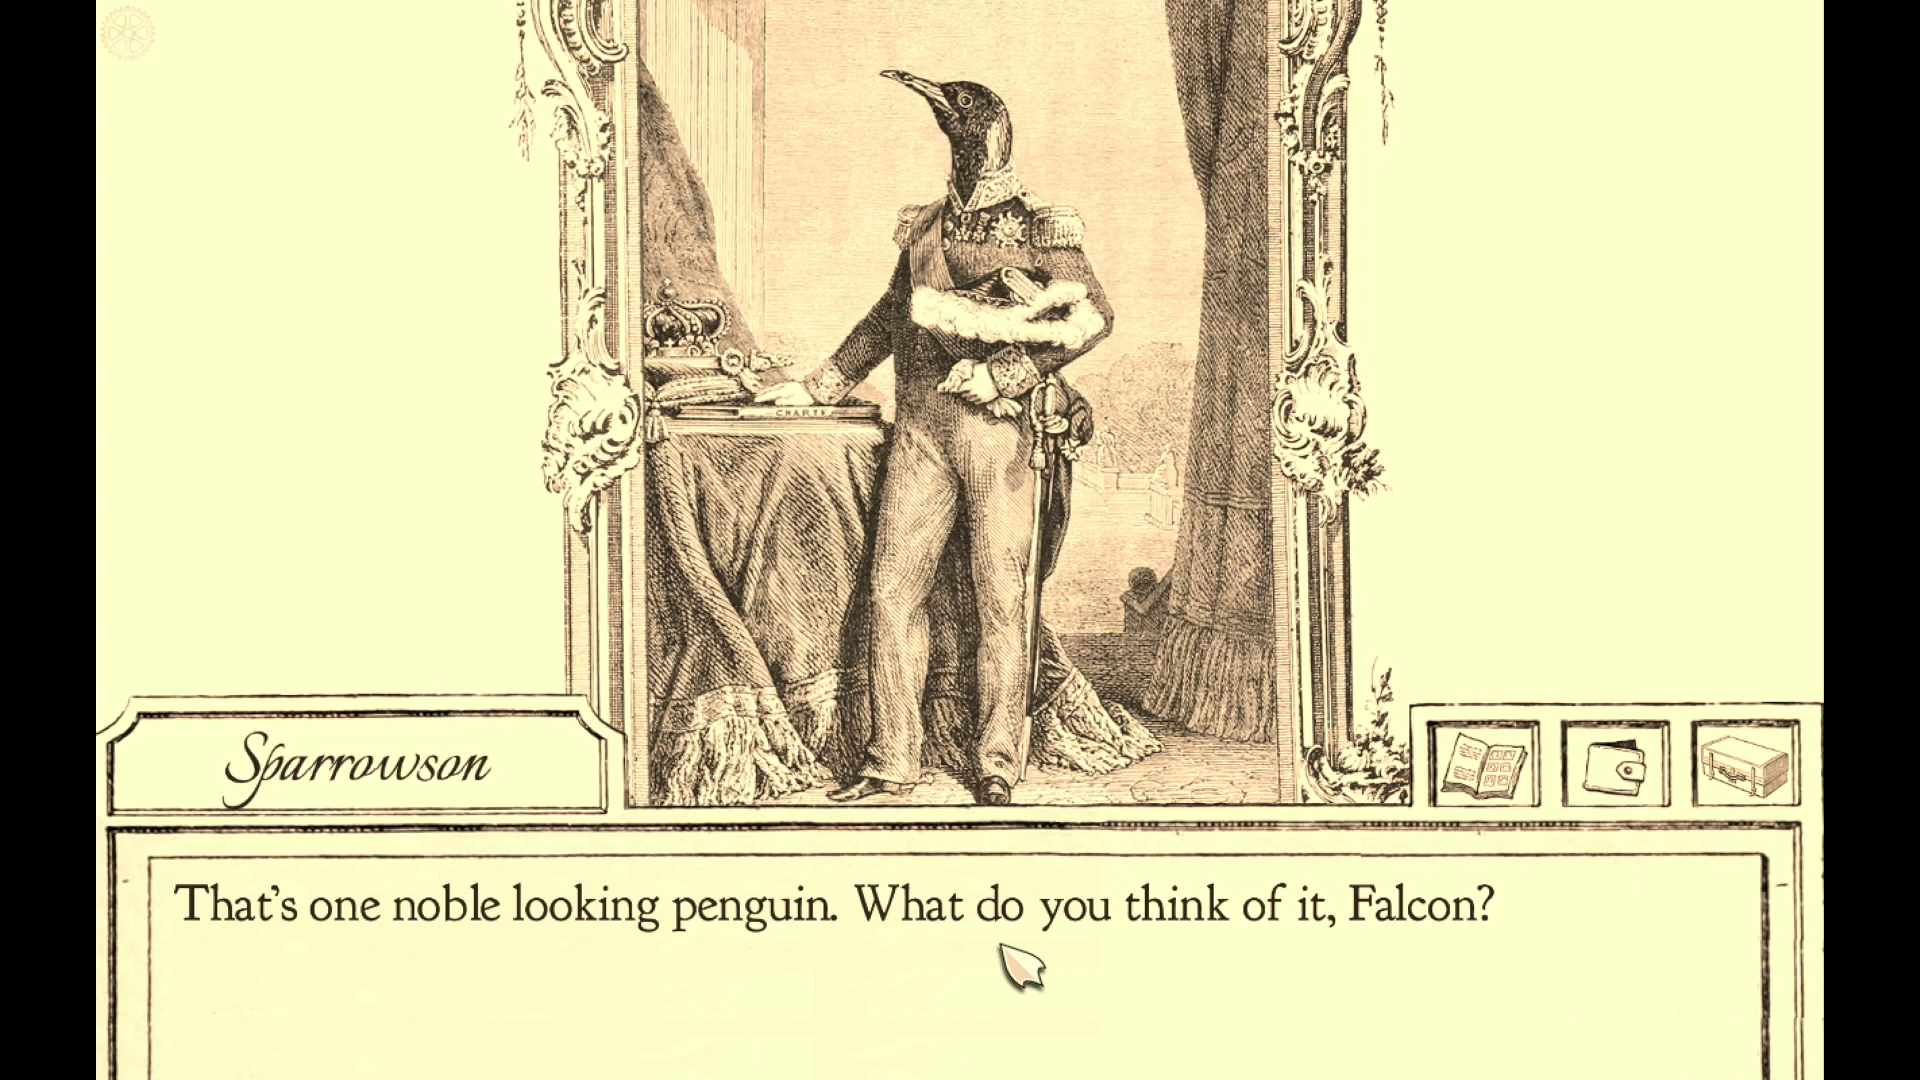 CHARTE
Sparrowson
That's one noble looking penguin. What do you think of it, Falcon?